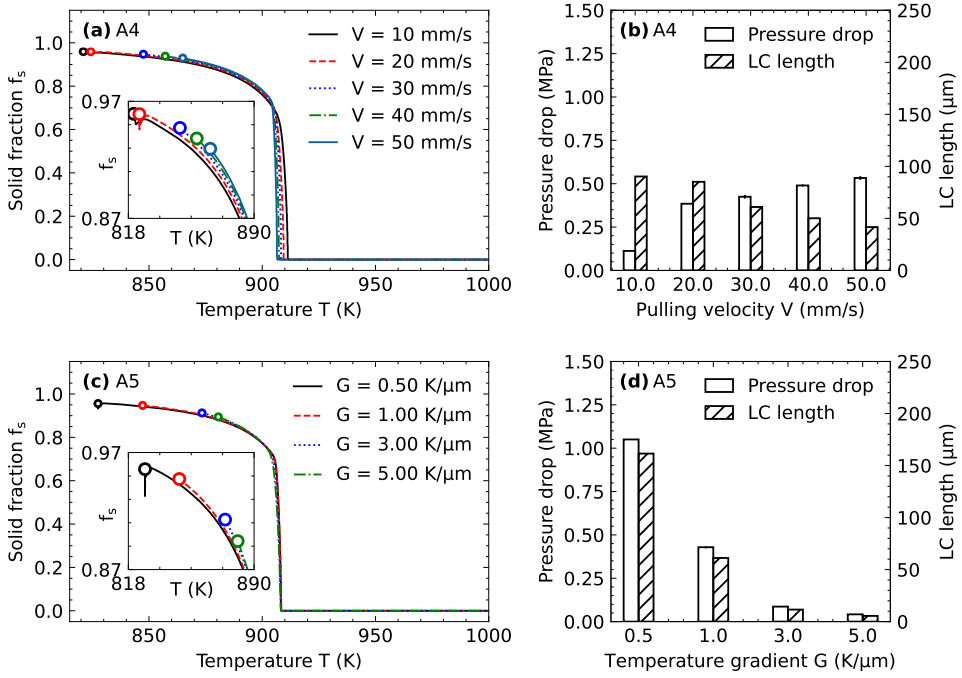 (a) A4
V = 10 mm/s
V = 20 mm/s
V = 30 mm/s
V = 40 mm/s
V = 50 mm/s
1.0
0.8
0.6
0.4
0.2
0.0
Solid fraction fs
0.97
0.87
fs
818
890
T (K)
850
900
950
1000
Temperature T (K)
(b) A4
Pressure drop
LC length
1.50
1.25
1.00
0.75
0.50
0.25
0.00
Pressure drop (MPa)
250
200
150
100
50
0
LC length (μm)
10.0
20.0
30.0
40.0
50.0
Pulling velocity V (mm/s)
(c) A5
G = 0.50 K/μm
G = 1.00 K/μm
G = 3.00 K/μm
G = 5.00 K/μm
1.0
0.8
0.6
0.4
0.2
0.0
Solid fraction fs
0.97
0.87
fs
818
890
T (K)
850
900
950
1000
Temperature T (K)
(d) A5
Pressure drop
LC length
1.50
1.25
1.00
0.75
0.50
0.25
0.00
Pressure drop (MPa)
250
200
150
100
50
0
LC length (μm)
0.5
1.0
3.0
5.0
Temperature gradient G (K/μm)